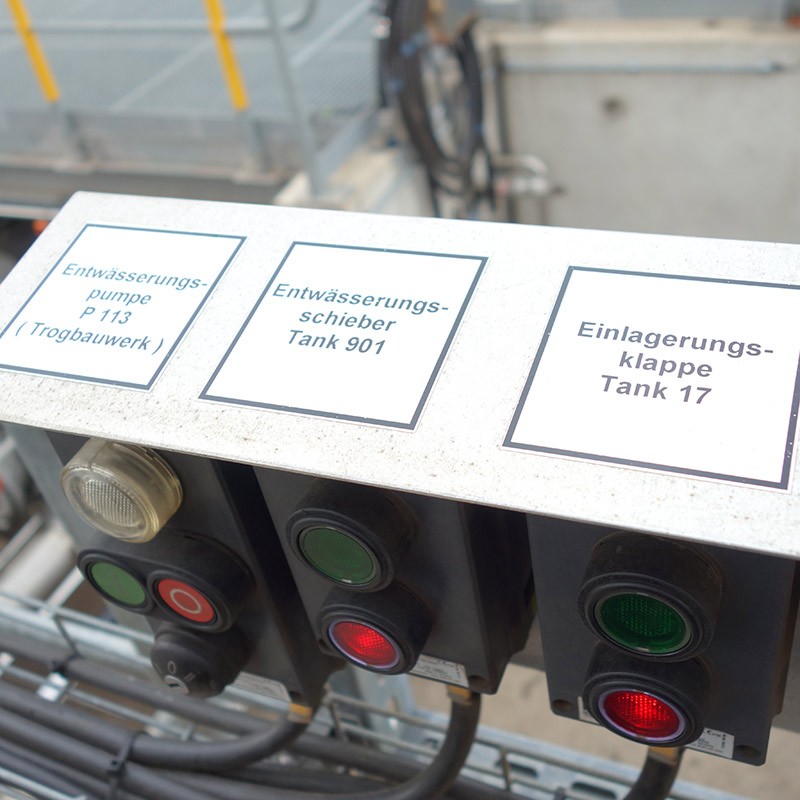 Entwässerungs-
pumpe
P 113
( Trogbauwerk )
Entwässerungs-
schieber
Tank 901
Einlagerungs-
klappe
Tank 17